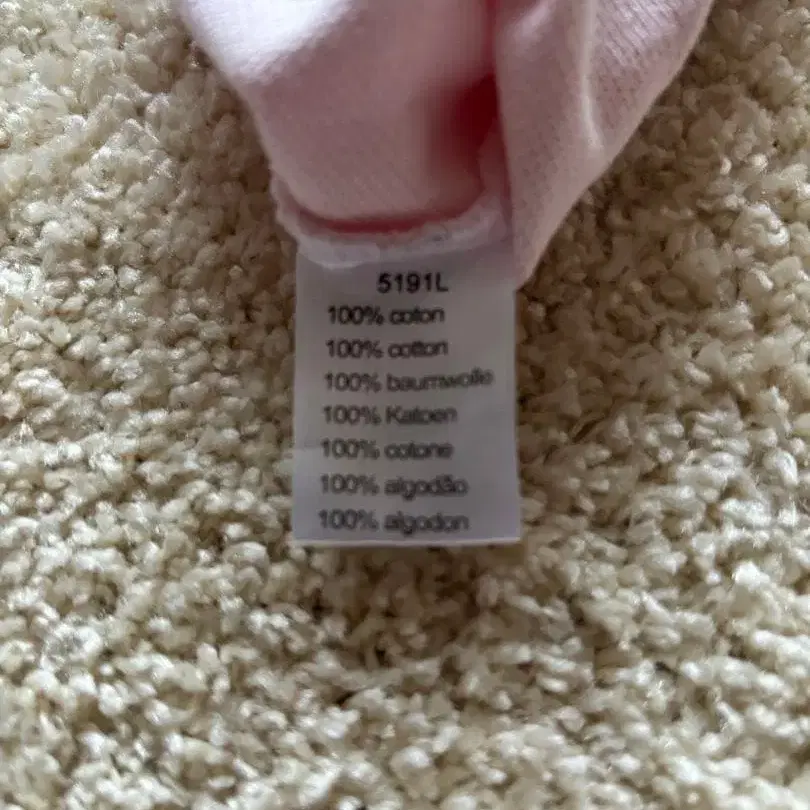 5191L
100% coton
100% cotton
100% baumwolle
100% Katoen
100% cotone
100% algodão
100% algodon